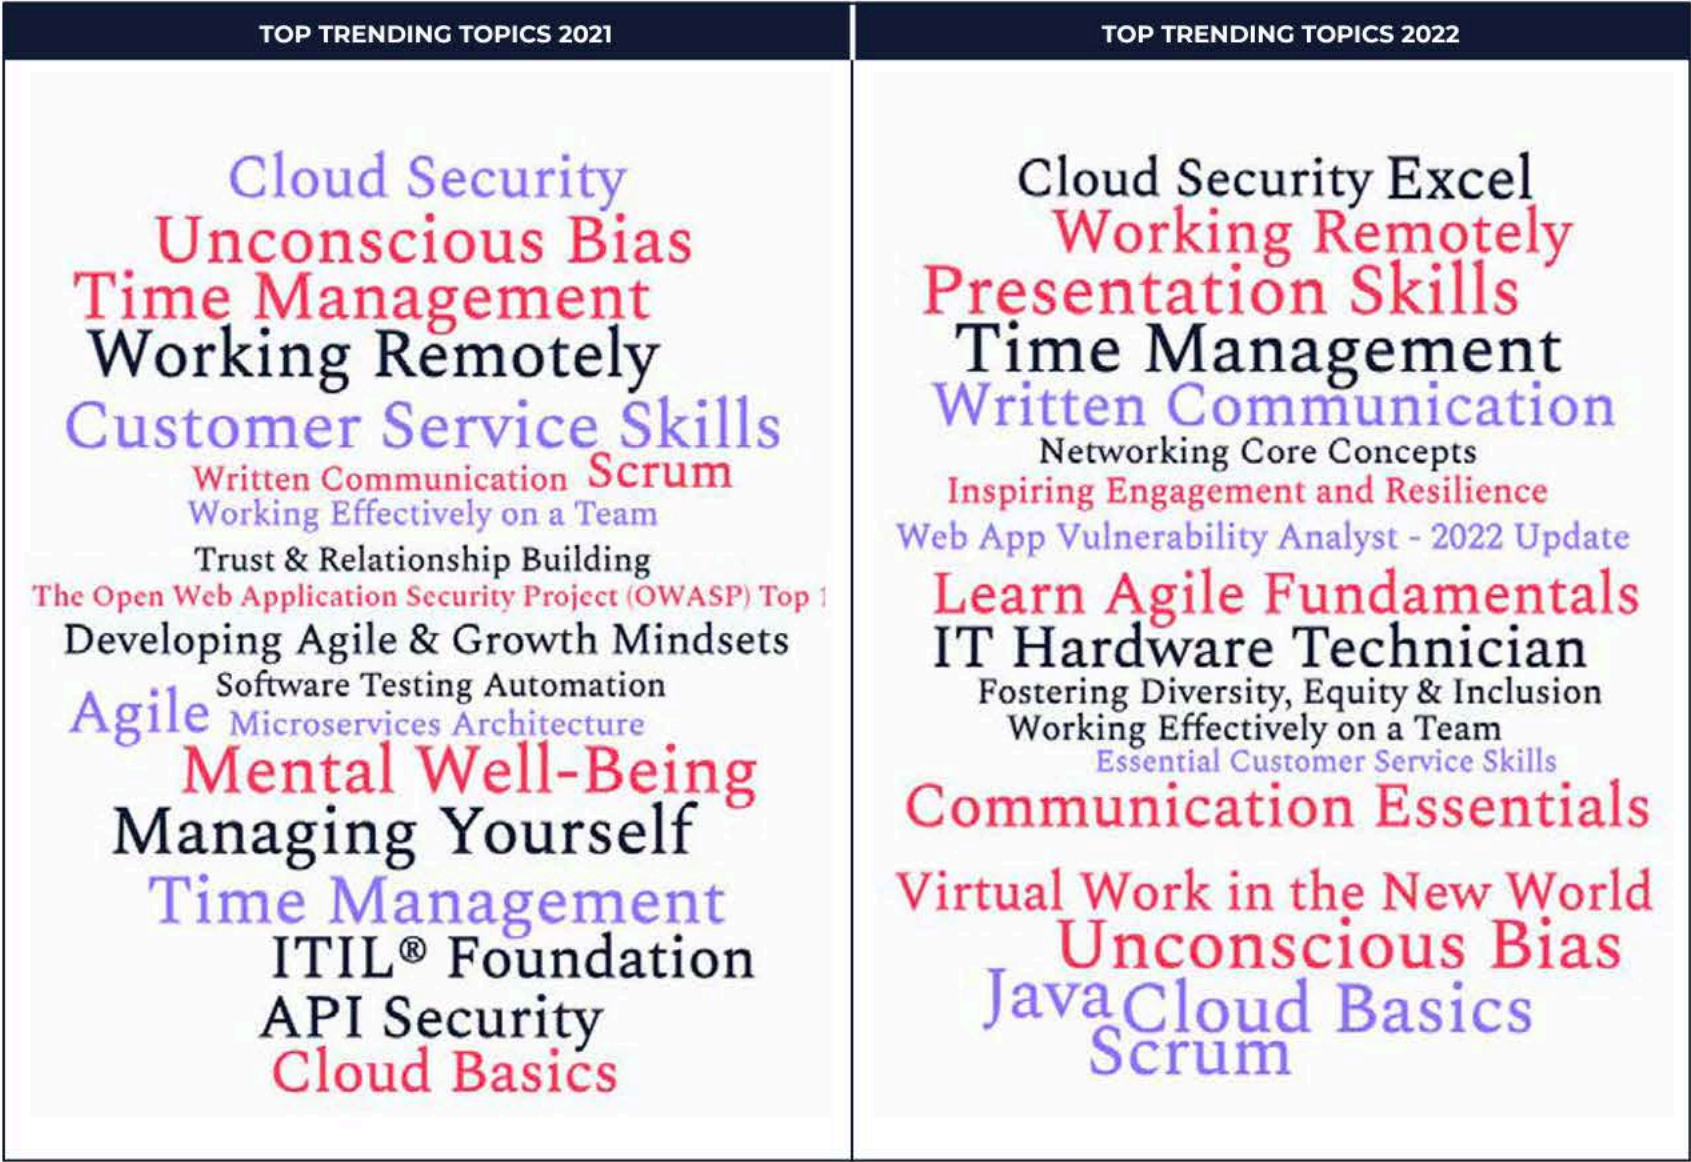 TOP TRENDING TOPICS 2021
Cloud Security
Unconscious Bias
Time Management
Working Remotely
Customer Service Skills
Written Communication Scrum
Working Effectively on a Team
Trust & Relationship Building
The Open Web Application Security Project (OWASP) Top 1
Developing Agile & Growth Mindsets
Software Testing Automation
Agile Microservices Architecture
Mental Well-Being
Managing Yourself
Time Management
ITIL® Foundation
API Security
Cloud Basics
TOP TRENDING TOPICS 2022
Cloud Security Excel
Working Remotely
Presentation Skills
Time Management
Written Communication
Networking Core Concepts
Inspiring Engagement and Resilience
Web App Vulnerability Analyst - 2022 Update
Learn Agile Fundamentals
IT Hardware Technician
Fostering Diversity, Equity & Inclusion
Working Effectively on a Team
Essential Customer Service Skills
Communication Essentials
Virtual Work in the New World
Unconscious Bias
Java Cloud Basics
Scrum